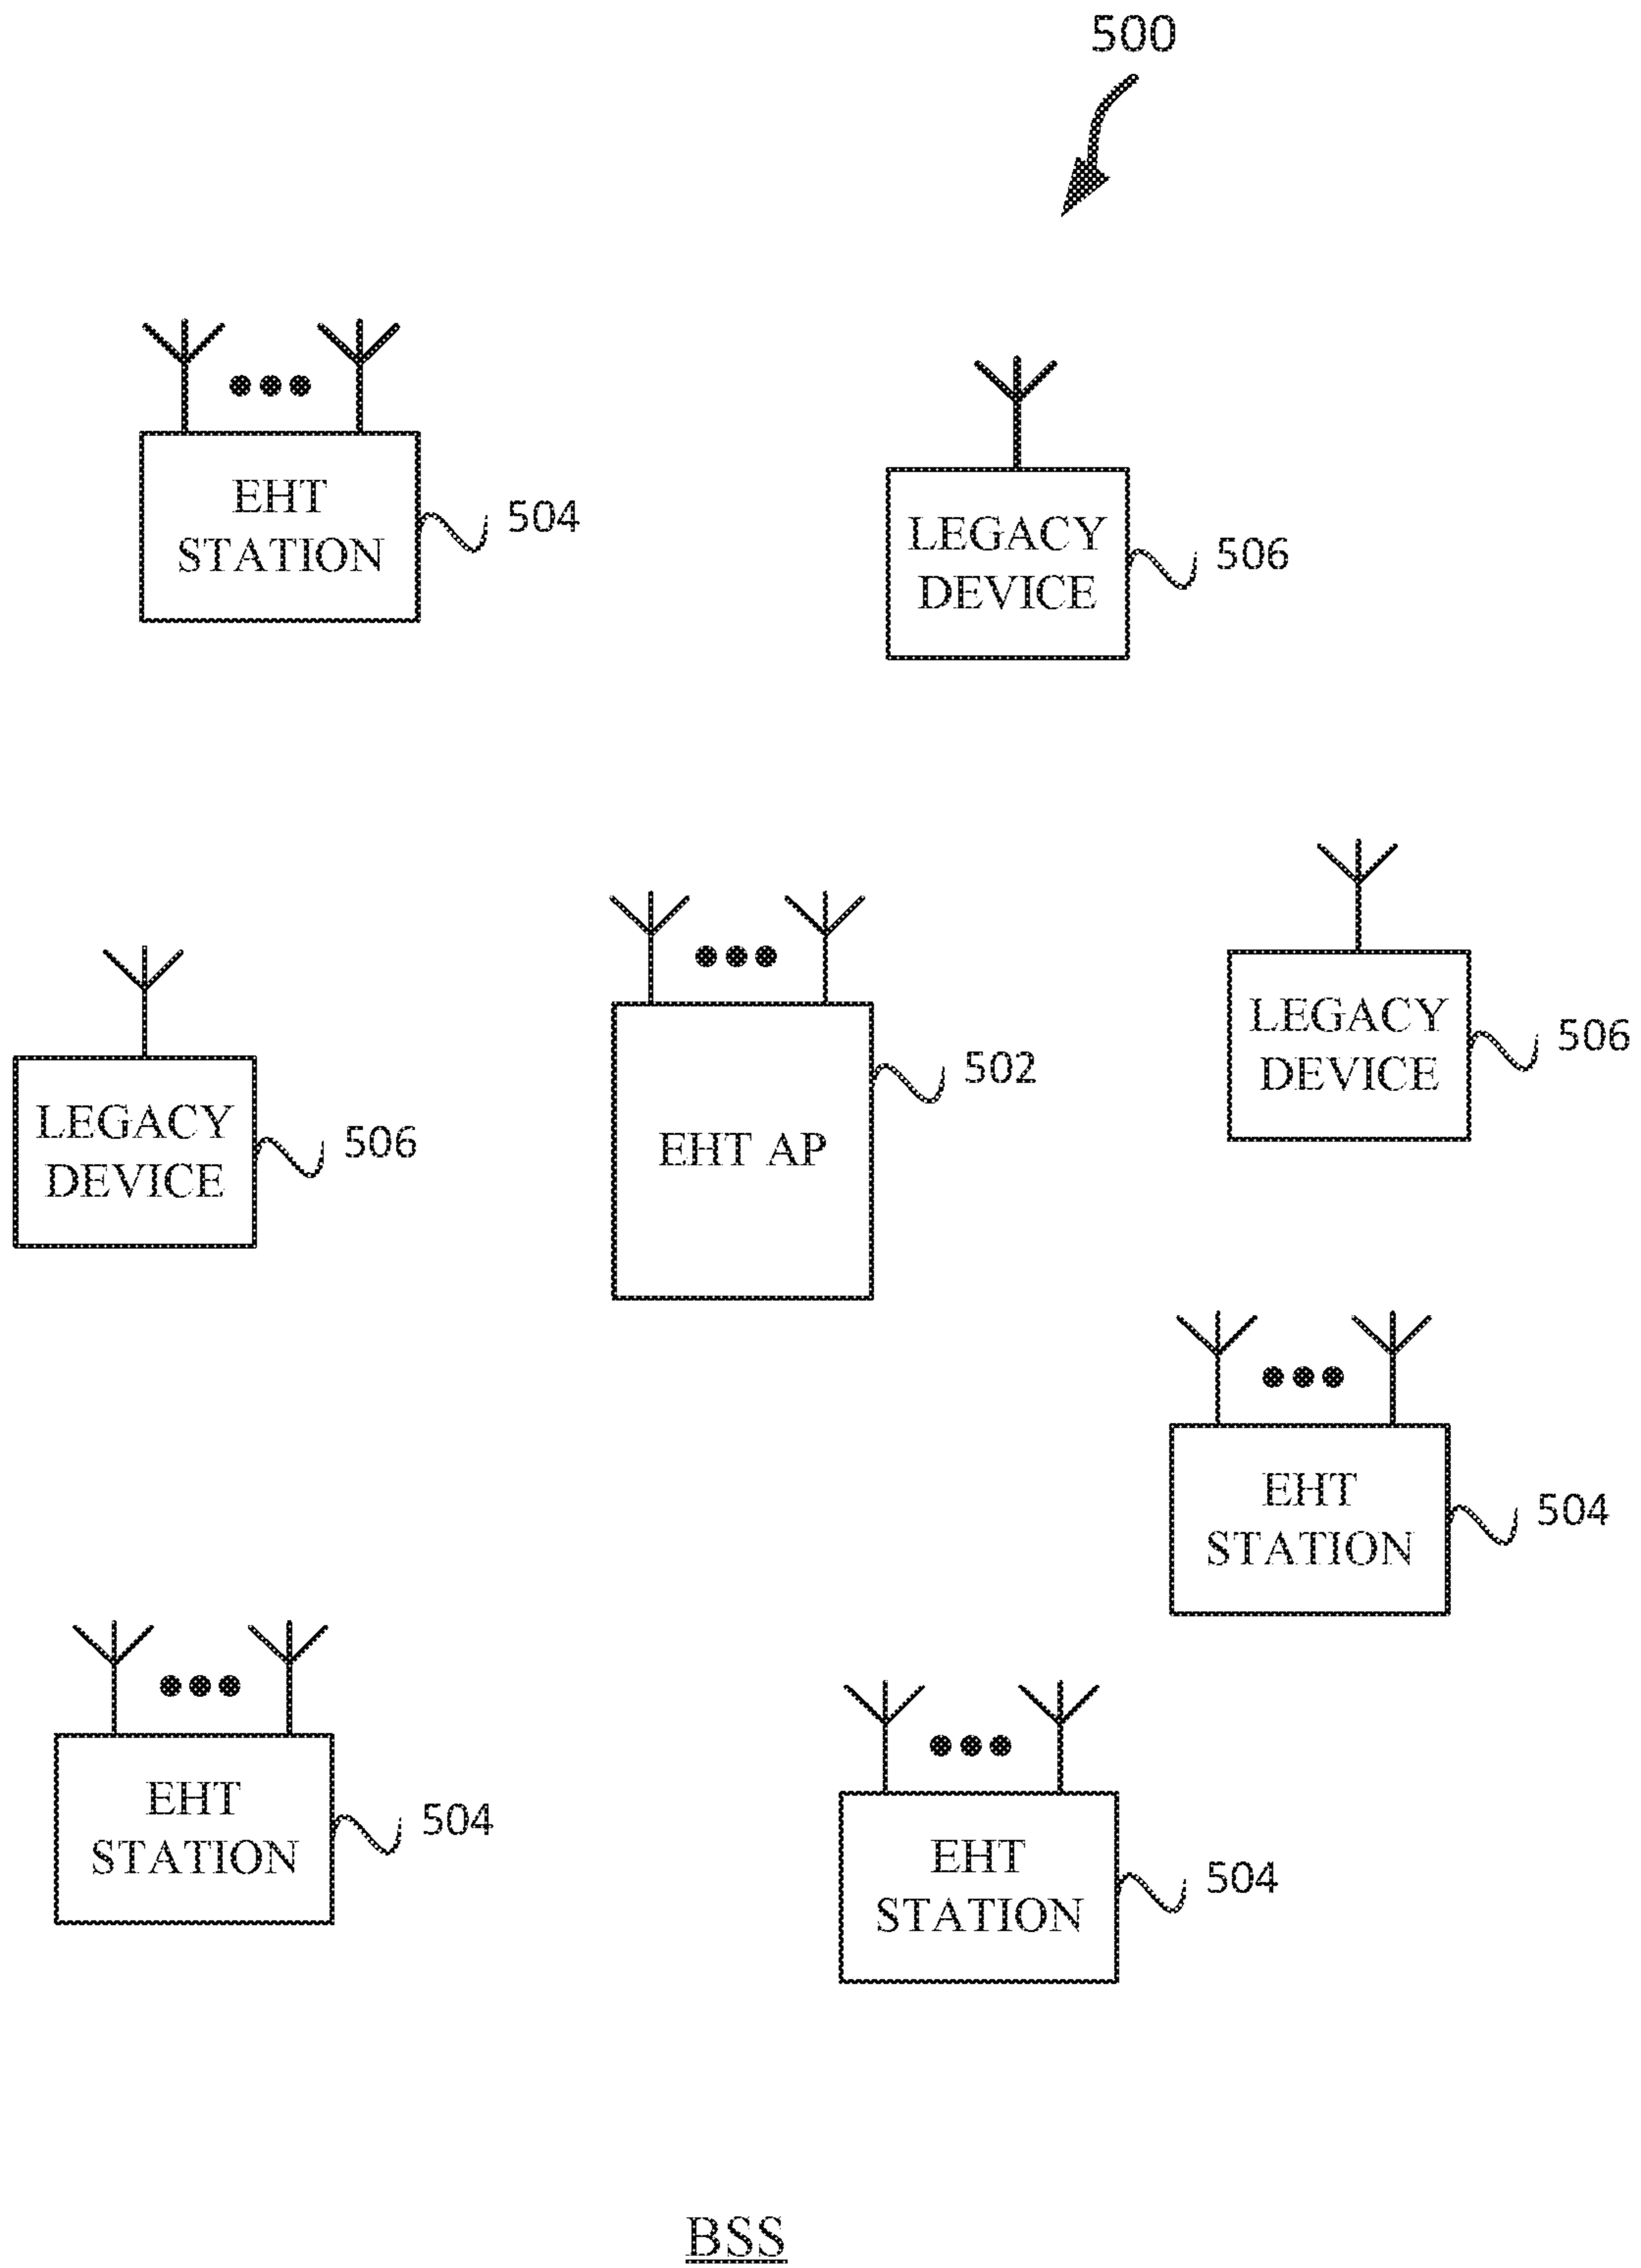 500
EHT
STATION
504
LEGACY
DEVICE
506
LEGACY
DEVICE
506
EHT AP
502
LEGACY
DEVICE
506
EHT
STATION
504
EHT
STATION
504
EHT
STATION
504
BSS